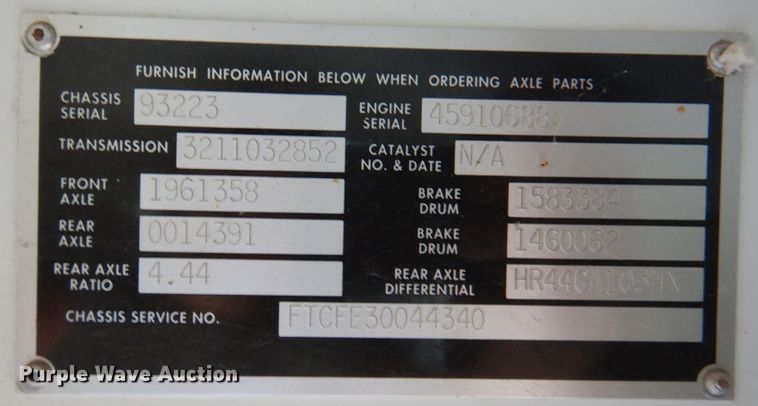 FURNISH INFORMATION BELOW WHEN ORDERING AXLE PARTS
CHASSIS SERIAL 93223
ENGINE SERIAL 45910688
TRANSMISSION 3211032852
CATALYST NO. & DATE N/A
FRONT AXLE 1961358
BRAKE DRUM 1583384
REAR AXLE 0014391
BRAKE DRUM 1460062
REAR AXLE RATIO 4.44
REAR AXLE DIFFERENTIAL
CHASSIS SERVICE NO. FTCFE30044340
Purple Wave Auction